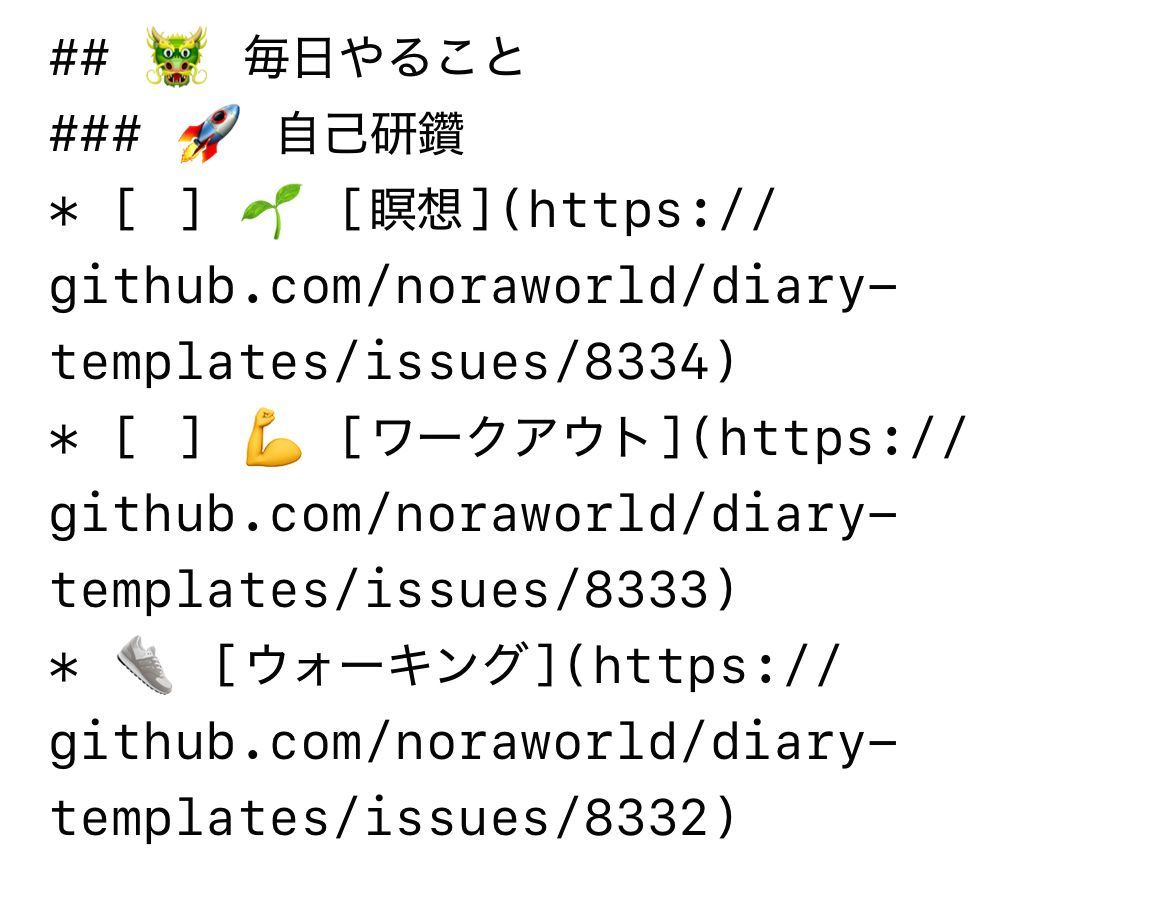 ## 🐲 毎日やること
### 🚀 自己研鑽
* [ ] 🌱 [瞑想](https://
github.com/noraworld/diary-
templates/issues/8334)
* [ ] 💪 [ワークアウト](https://
github.com/noraworld/diary-
templates/issues/8333)
* 👟 [ウォーキング](https://
github.com/noraworld/diary-
templates/issues/8332)